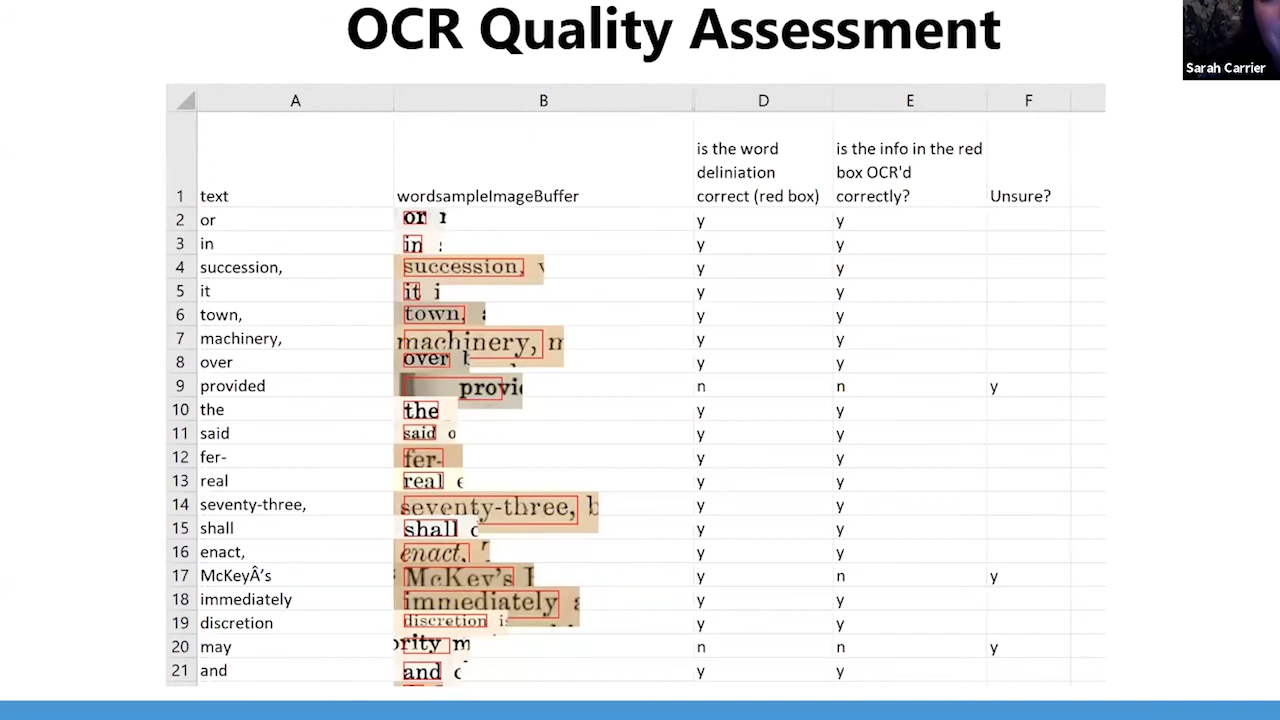 OCR Quality Assessment
Sarah Carrier
A B D E F
is the word deliniation correct (red box) is the info in the red box OCR'd correctly?
1 text wordsampleImageBuffer Unsure?
2 or or y y
3 in in y y
4 succession, succession, y y
5 it it i y y
6 town, town, y y
7 machinery, machinery, m y y
8 over over y y
9 provided provi n n y
10 the the y y
11 said said o y y
12 fer- fer- y y
13 real real y y
14 seventy-three, seventy-three, b y y
15 shall shall y y
16 enact, enact, y y
17 McKeyÂ's McKey's y n y
18 immediately immediately y y
19 discretion discretion y y
20 may ority m n n y
21 and and y y